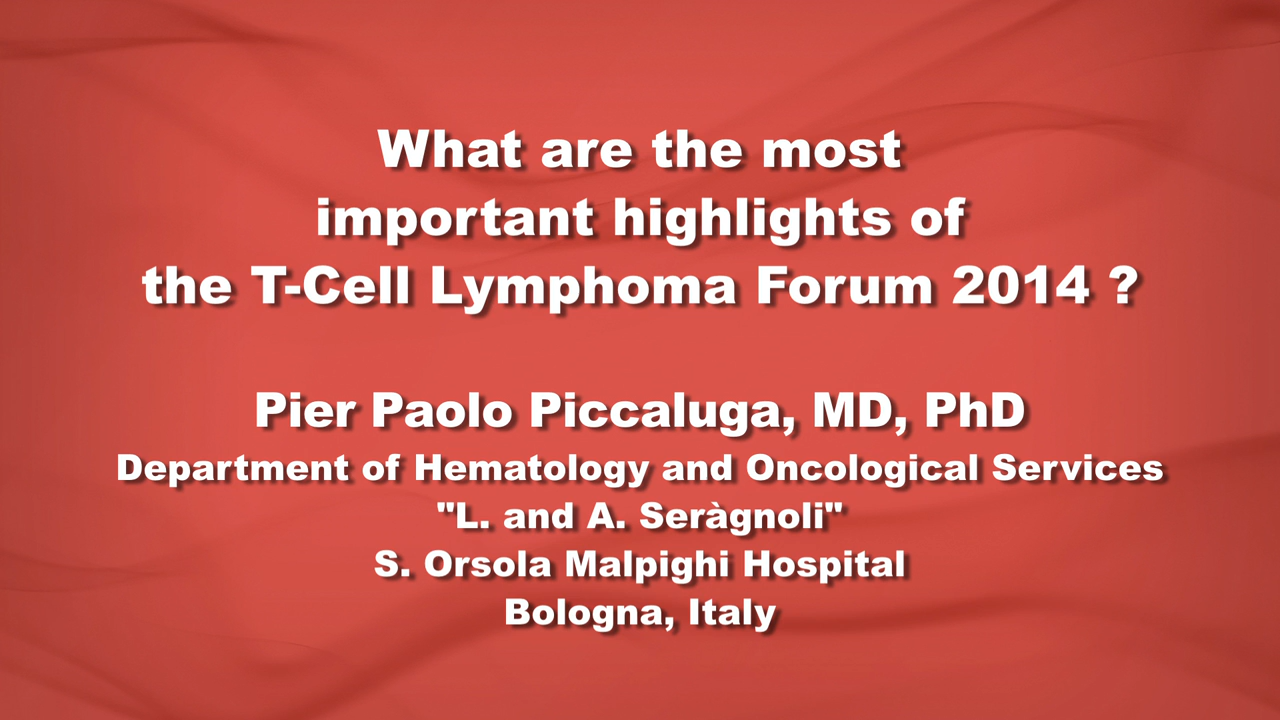 What are the most
important highlights of
the T-Cell Lymphoma Forum 2014 ?
Pier Paolo Piccaluga, MD, PhD
Department of Hematology and Oncological Services
"L. and A. Seràgnoli"
S. Orsola Malpighi Hospital
Bologna, Italy